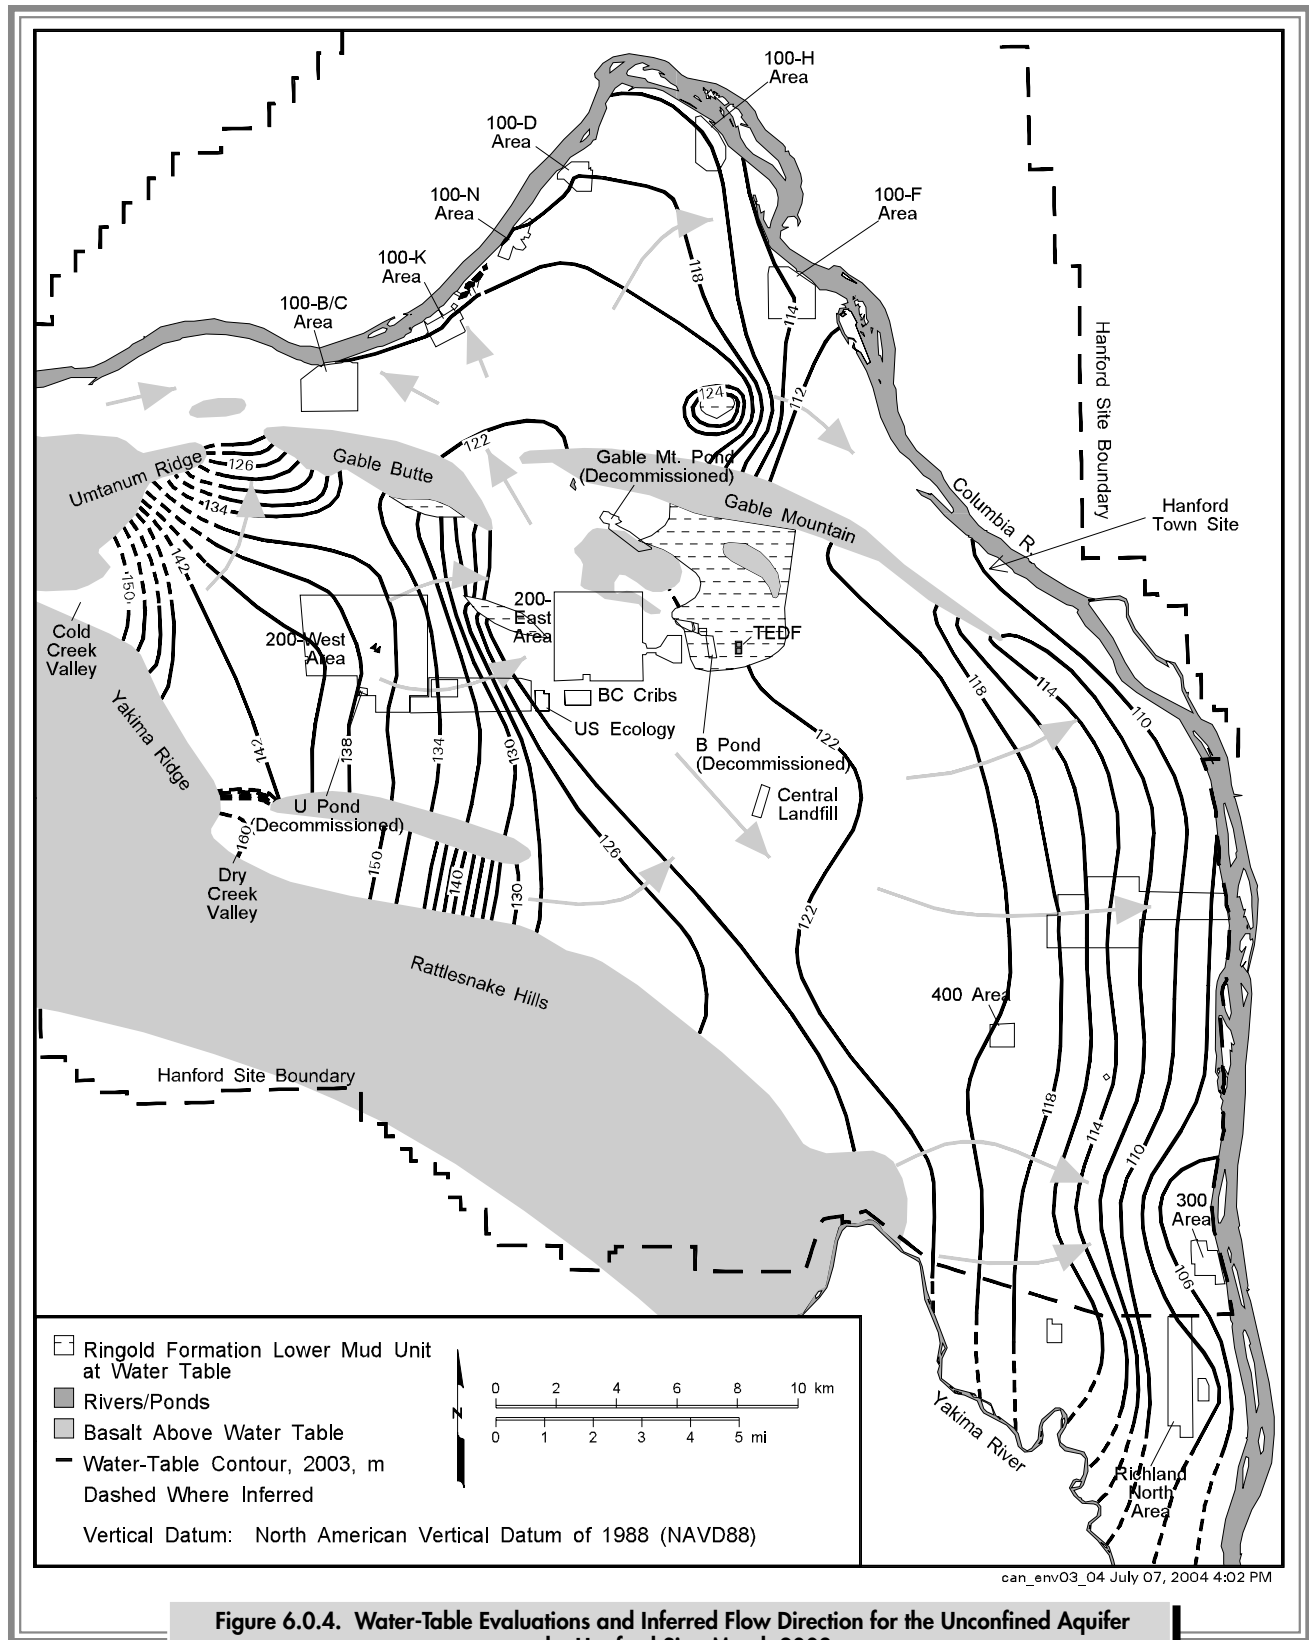 100-H
Area
100-D
Area
100-N
Area
100-F
Area
100-K
Area
100-B/C
Area
118
114
112
124
Hanford Site Boundary
122
Umtanum Ridge
126
134
Gable Butte
Gable Mt. Pond
(Decommissioned)
Gable Mountain
Columbia R.
Hanford
Town Site
142
150
Cold
Creek
Valley
200-West
Area
200-
East
Area
TEDF
BC Cribs
US Ecology
B Pond
(Decommissioned)
Yakima Ridge
142
138
134
130
122
118
114
110
Central
Landfill
U Pond
(Decommissioned)
160
150
140
130
126
122
Dry
Creek
Valley
Rattlesnake Hills
400 Area
Hanford Site Boundary
118
114
110
300
Area
106
Yakima River
Richland
North
Area
Ringold Formation Lower Mud Unit
at Water Table
Rivers/Ponds
Basalt Above Water Table
Water-Table Contour, 2003, m
Dashed Where Inferred
Vertical Datum: North American Vertical Datum of 1988 (NAVD88)
N
0 2 4 6 8 10 km
0 1 2 3 4 5 mi
can_env03_04 July 07, 2004 4:02 PM
Figure 6.0.4. Water-Table Evaluations and Inferred Flow Direction for the Unconfined Aquifer